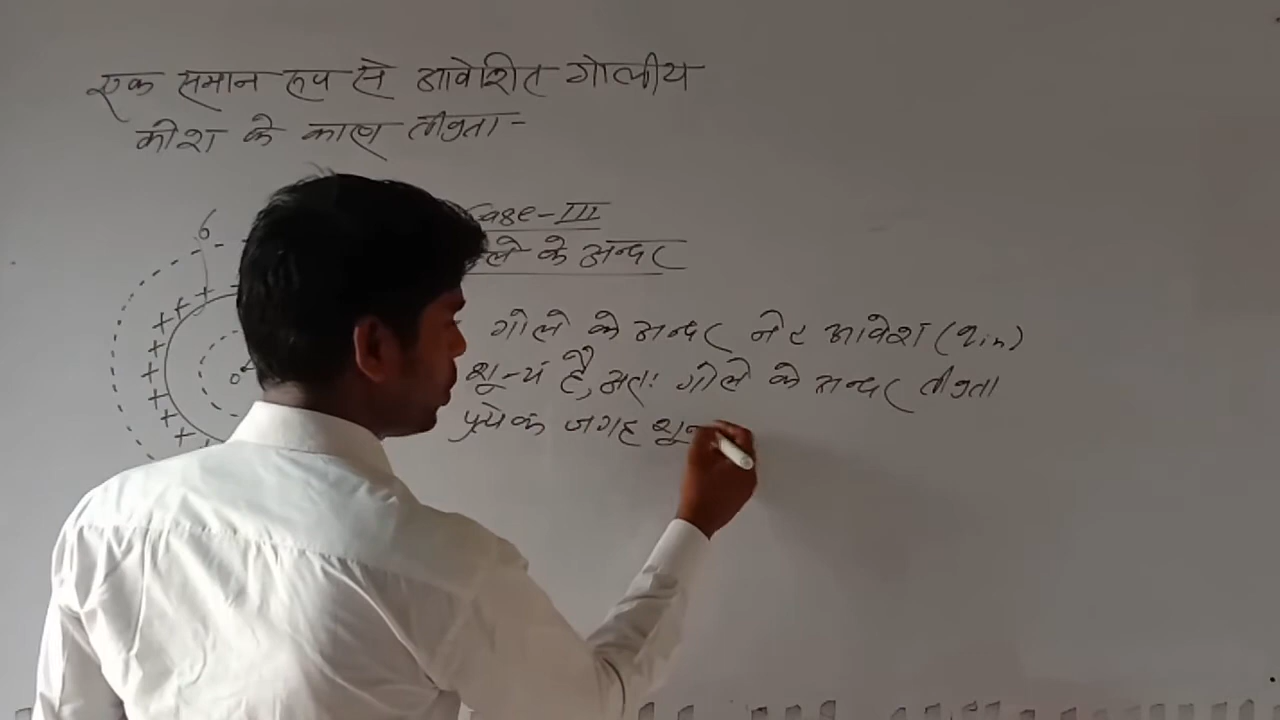 एक समान रूप से आवेशित गोलीय
कोश के कारण तीव्रता -
Case-III
के अन्दर
गोले के अन्दर नेट आवेश (qin)
शून्य है, अतः गोले के अन्दर तीव्रता
प्रत्येक जगह शून
6
+ + + + + + +